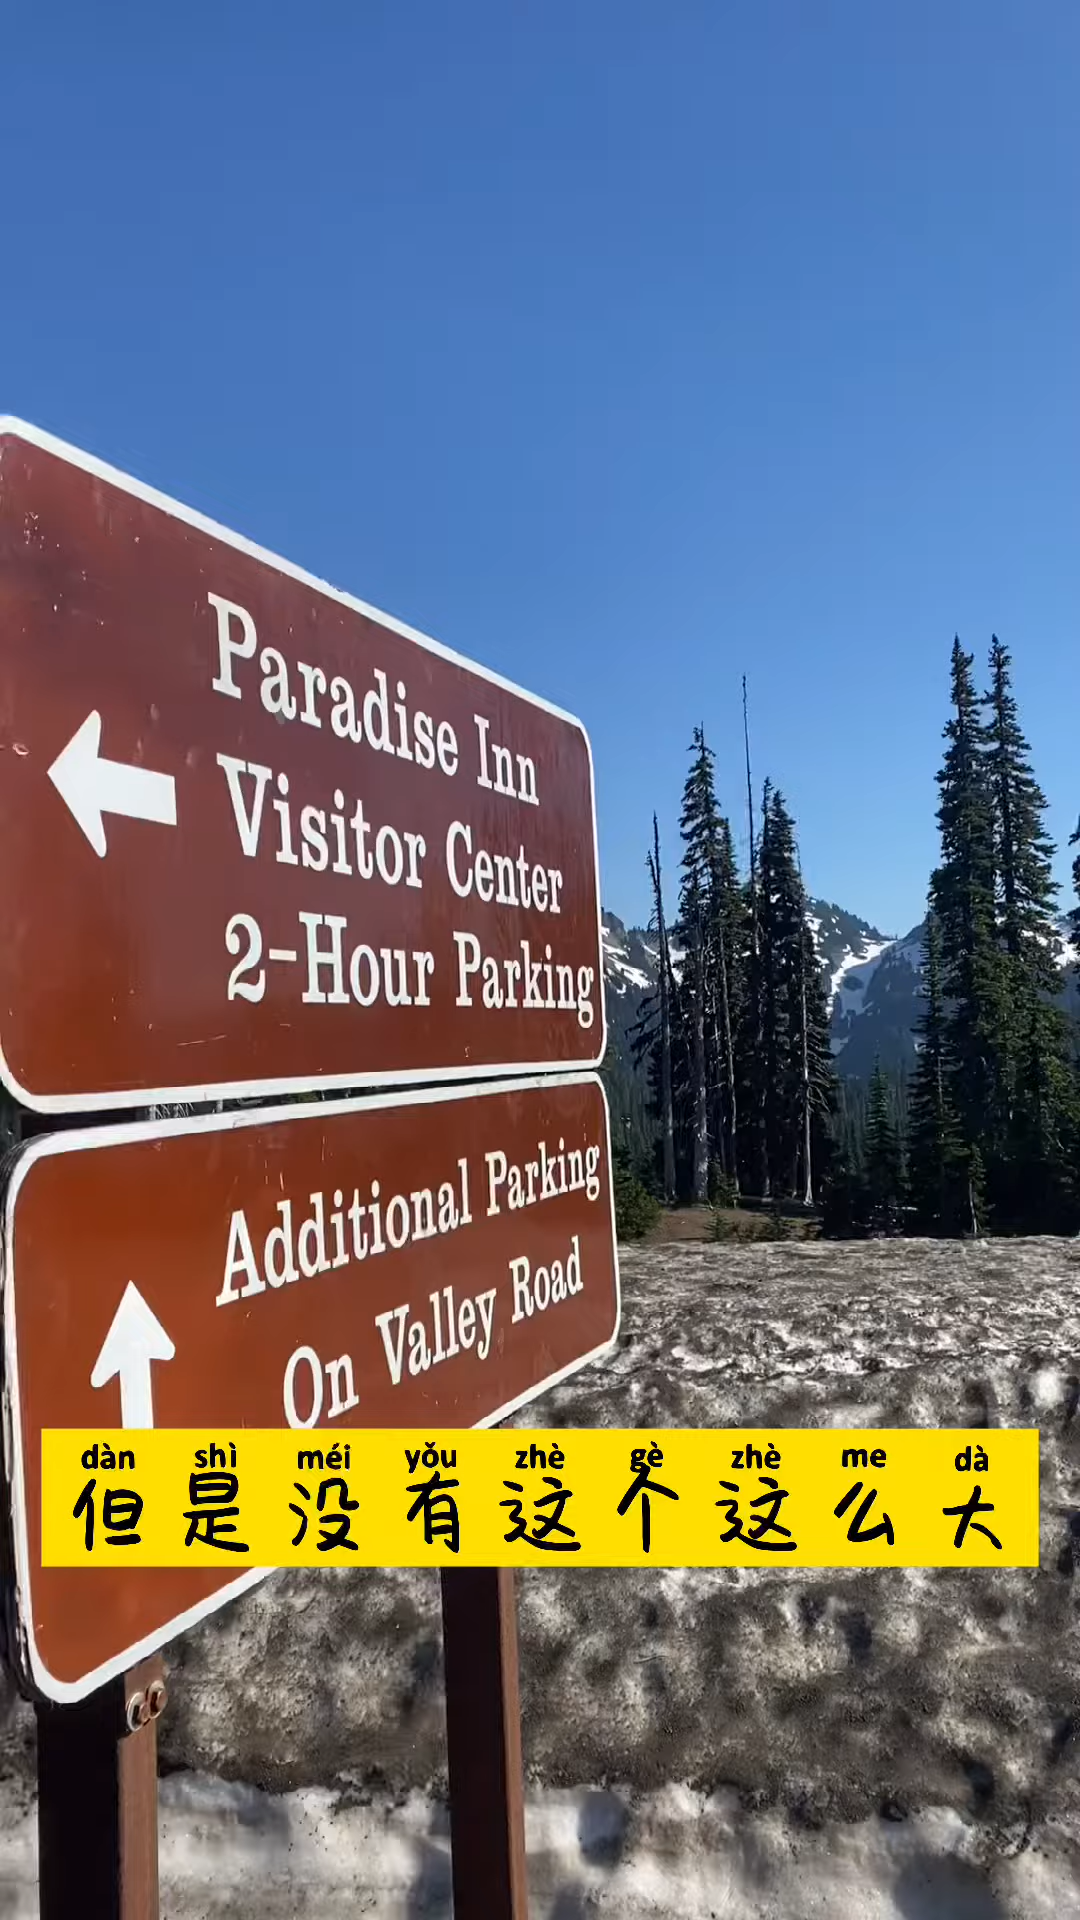 Paradise Inn
Visitor Center
2-Hour Parking
Additional Parking
On Valley Road
dàn shì méi yǒu zhè gè zhè me dà
但是没有这个这么大